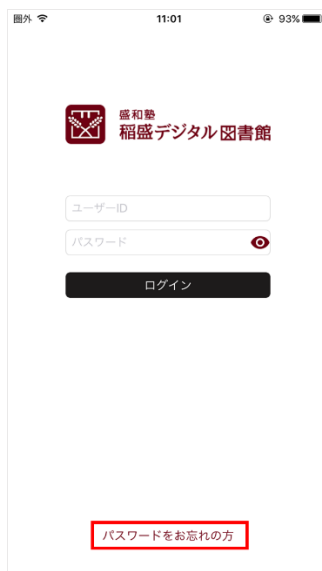 圏外 11:01 93%
盛和塾
稲盛デジタル図書館
ユーザーID
パスワード
ログイン
パスワードをお忘れの方